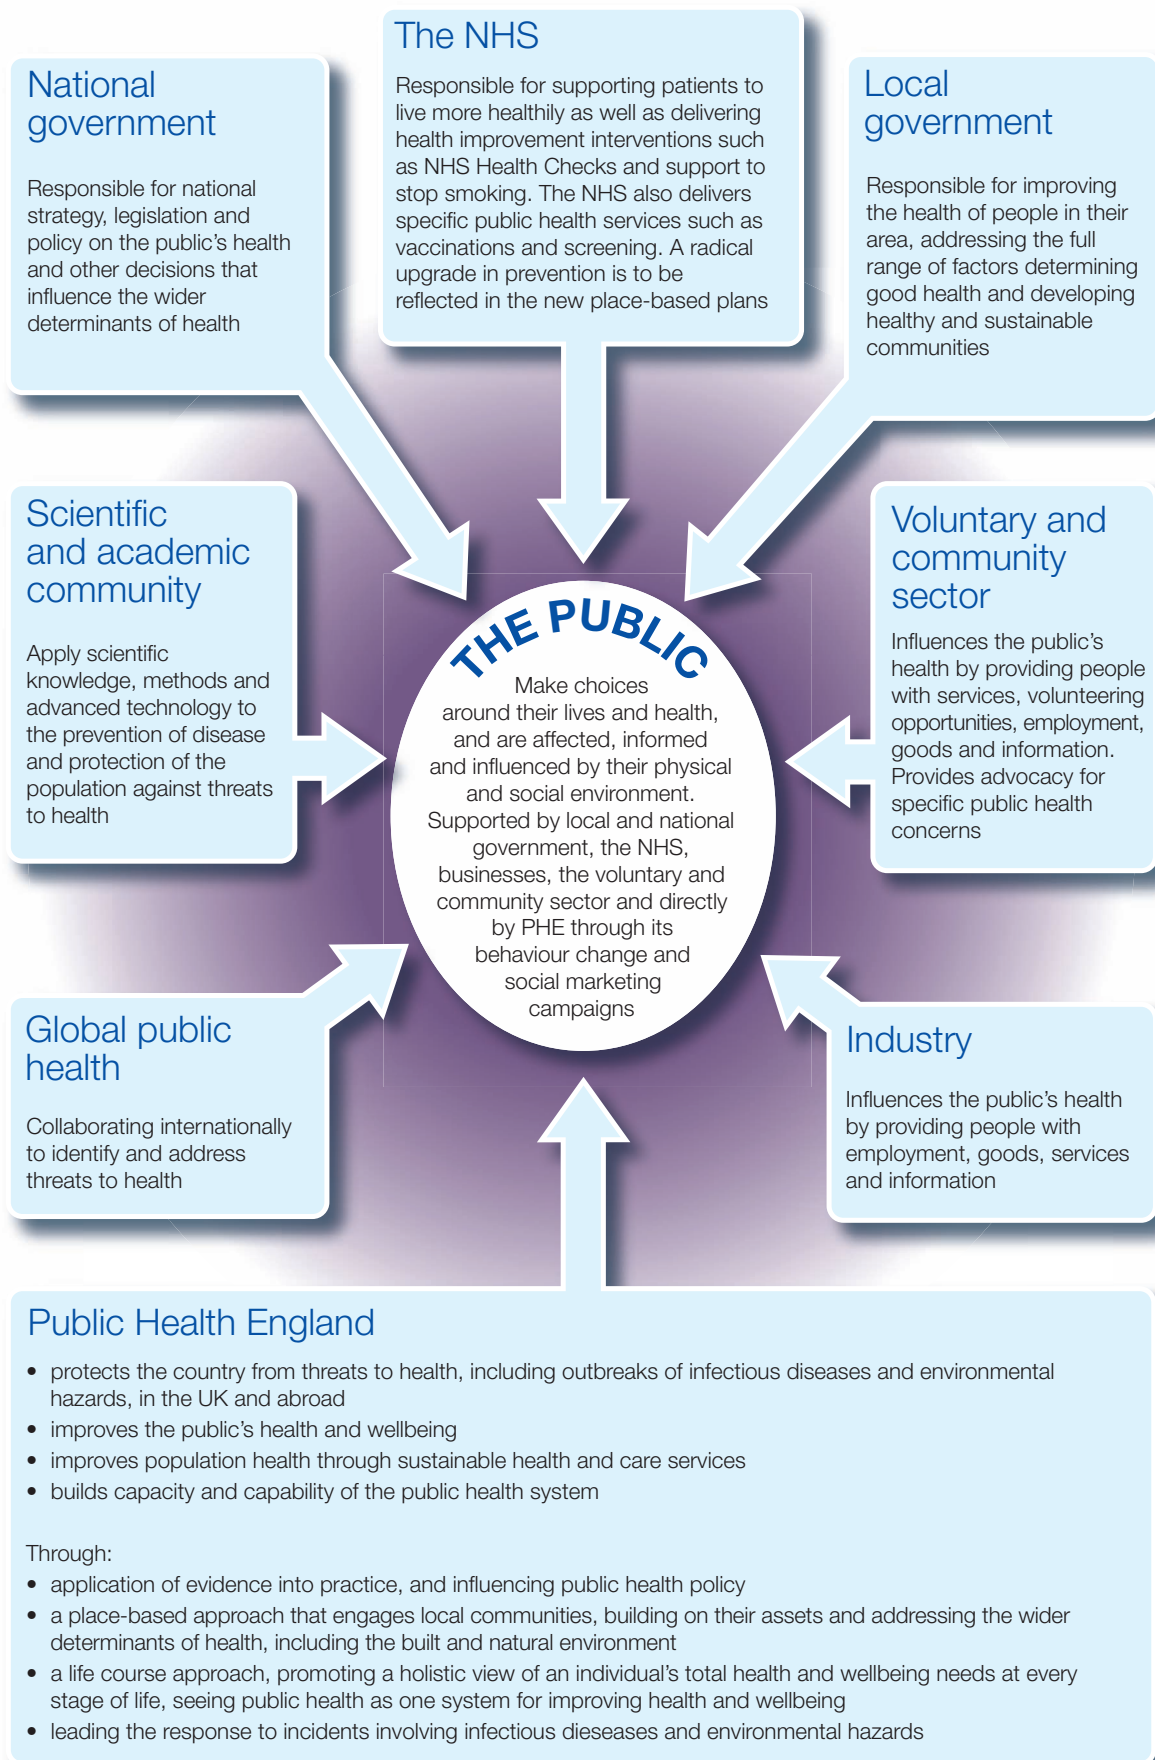 The NHS
Responsible for supporting patients to
live more healthily as well as delivering
health improvement interventions such
as NHS Health Checks and support to
stop smoking. The NHS also delivers
specific public health services such as
vaccinations and screening. A radical
upgrade in prevention is to be
reflected in the new place-based plans
National
government
Responsible for national
strategy, legislation and
policy on the public’s health
and other decisions that
influence the wider
determinants of health
Local
government
Responsible for improving
the health of people in their
area, addressing the full
range of factors determining
good health and developing
healthy and sustainable
communities
Scientific
and academic
community
Apply scientific
knowledge, methods and
advanced technology to
the prevention of disease
and protection of the
population against threats
to health
THE PUBLIC
Make choices
around their lives and health,
and are affected, informed
and influenced by their physical
and social environment.
Supported by local and national
government, the NHS,
businesses, the voluntary and
community sector and directly
by PHE through its
behaviour change and
social marketing
campaigns
Voluntary and
community
sector
Influences the public’s
health by providing people
with services, volunteering
opportunities, employment,
goods and information.
Provides advocacy for
specific public health
concerns
Global public
health
Collaborating internationally
to identify and address
threats to health
Industry
Influences the public’s health
by providing people with
employment, goods, services
and information
Public Health England
• protects the country from threats to health, including outbreaks of infectious diseases and environmental
hazards, in the UK and abroad
• improves the public’s health and wellbeing
• improves population health through sustainable health and care services
• builds capacity and capability of the public health system
Through:
• application of evidence into practice, and influencing public health policy
• a place-based approach that engages local communities, building on their assets and addressing the wider
determinants of health, including the built and natural environment
• a life course approach, promoting a holistic view of an individual’s total health and wellbeing needs at every
stage of life, seeing public health as one system for improving health and wellbeing
• leading the response to incidents involving infectious dieseases and environmental hazards